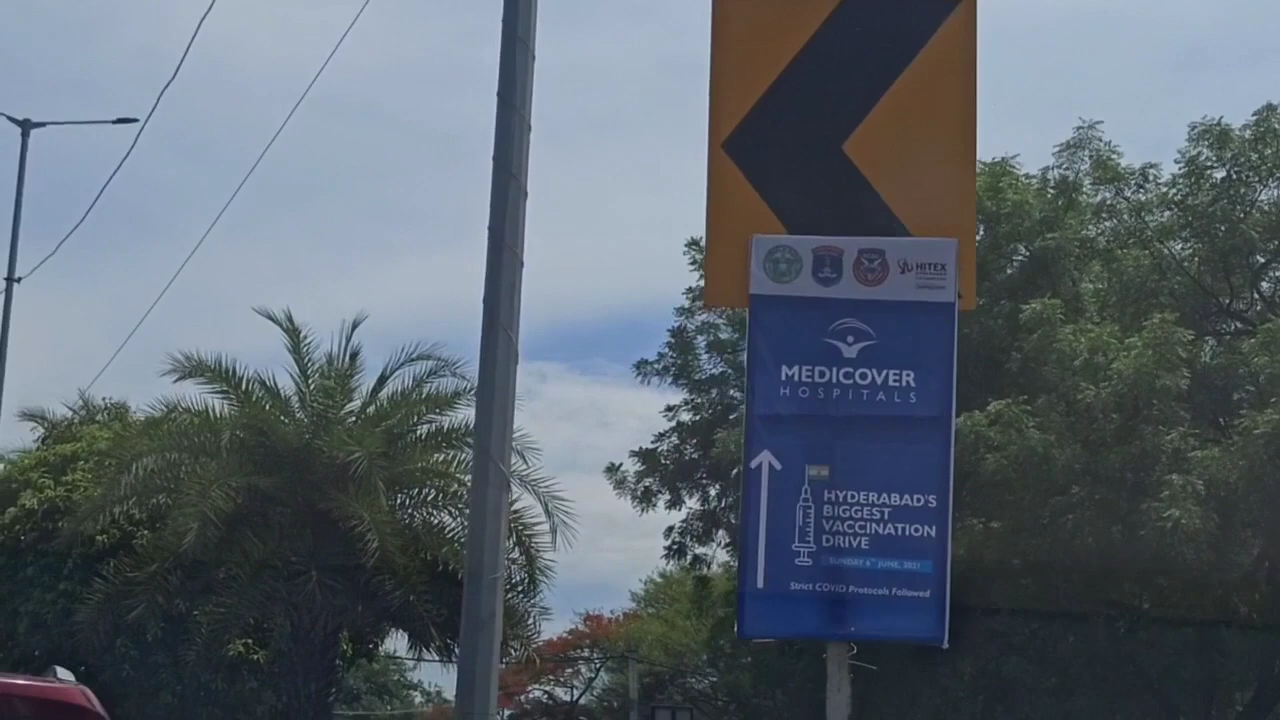 HITEX
MEDICOVER
HOSPITALS
HYDERABAD'S
BIGGEST
VACCINATION
DRIVE
SUNDAY 6TH JUNE, 2021
Strict COVID Protocols Followed